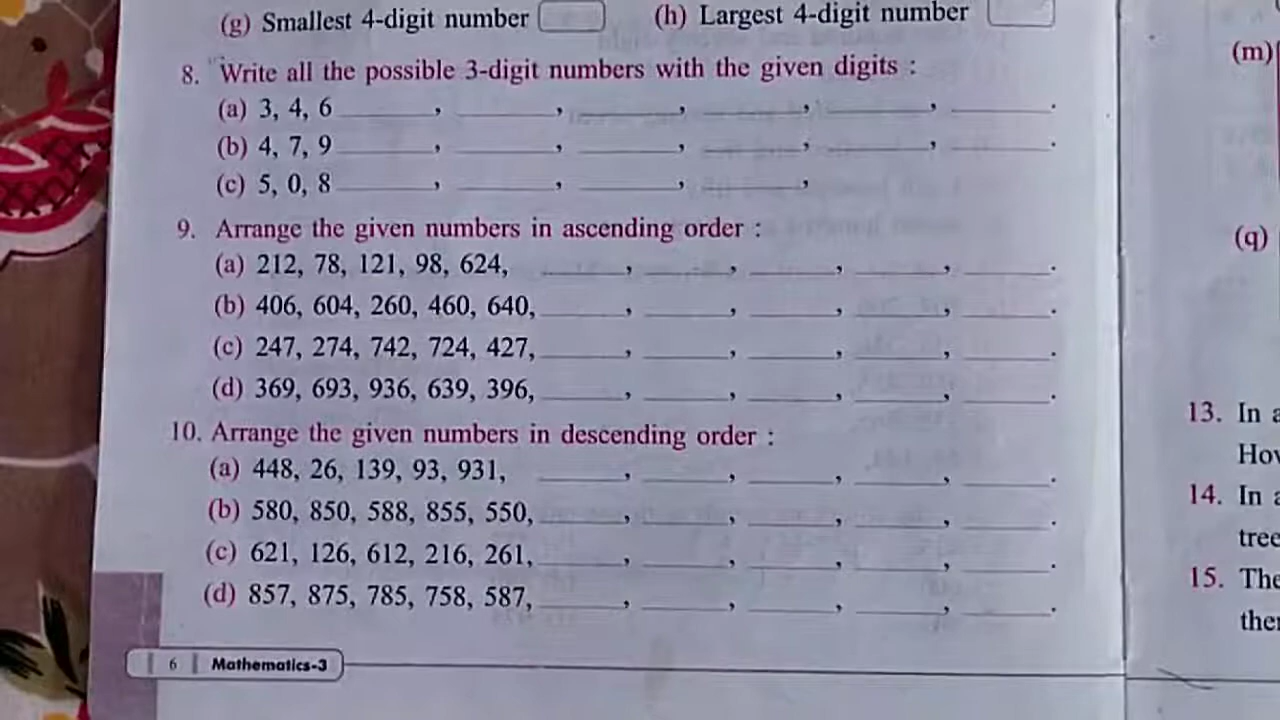 (g) Smallest 4-digit number (h) Largest 4-digit number
8. Write all the possible 3-digit numbers with the given digits :
(a) 3, 4, 6 ______, ______, ______, ______, ______, ______.
(b) 4, 7, 9 ______, ______, ______, ______, ______, ______.
(c) 5, 0, 8 ______, ______, ______, ______,
9. Arrange the given numbers in ascending order :
(a) 212, 78, 121, 98, 624, ______, ______, ______, ______, ______.
(b) 406, 604, 260, 460, 640, ______, ______, ______, ______, ______.
(c) 247, 274, 742, 724, 427, ______, ______, ______, ______, ______.
(d) 369, 693, 936, 639, 396, ______, ______, ______, ______, ______.
10. Arrange the given numbers in descending order :
(a) 448, 26, 139, 93, 931, ______, ______, ______, ______, ______.
(b) 580, 850, 588, 855, 550, ______, ______, ______, ______, ______.
(c) 621, 126, 612, 216, 261, ______, ______, ______, ______, ______.
(d) 857, 875, 785, 758, 587, ______, ______, ______, ______, ______.
6 Mathematics-3
(m)
(q)
13. In
14. In
tree
15. The